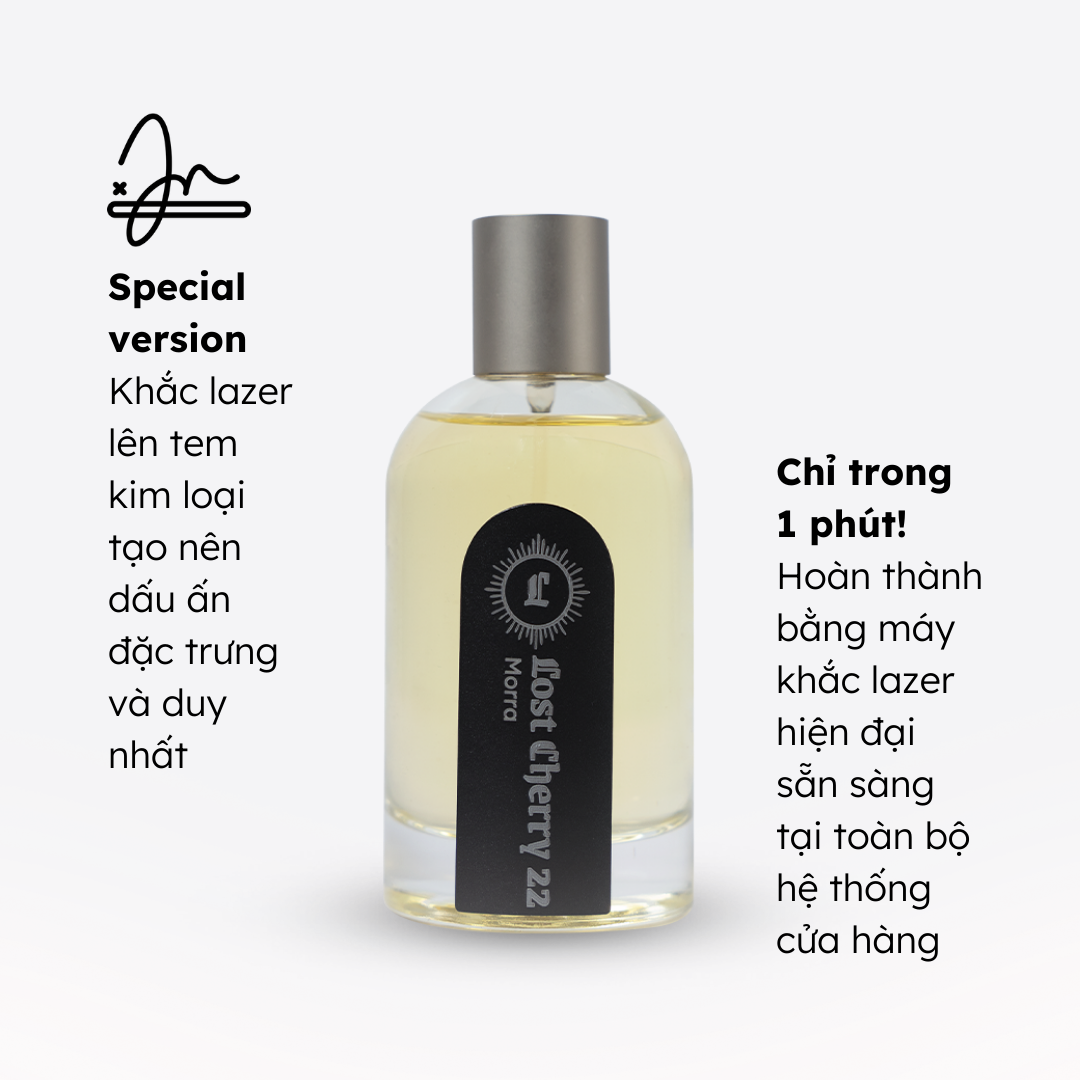 Special
version
Khắc lazer
lên tem
kim loại
tạo nên
dấu ấn
đặc trưng
và duy
nhất
Lost Cherry 22
Morra
Chỉ trong
1 phút!
Hoàn thành
bằng máy
khắc lazer
hiện đại
sẵn sàng
tại toàn bộ
hệ thống
cửa hàng